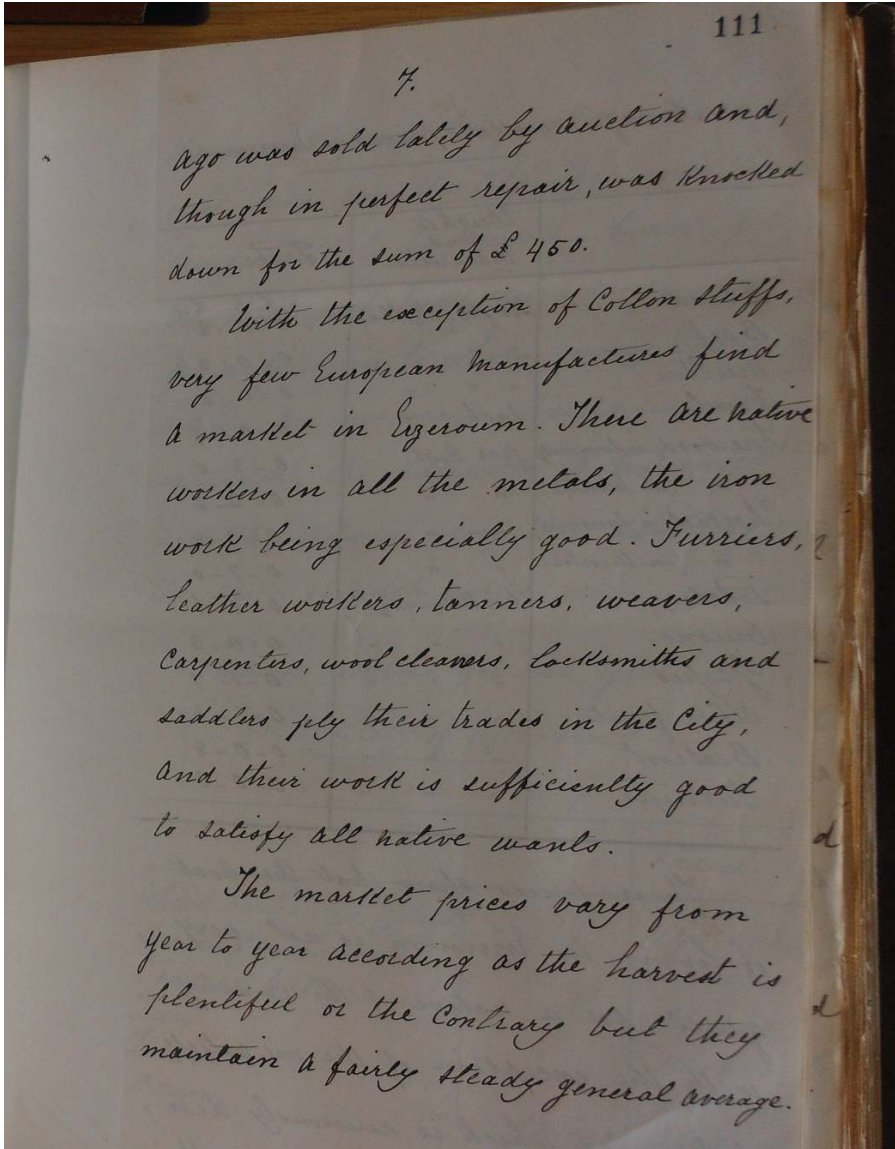 111
7.
ago was sold lately by auction and,
though in perfect repair, was knocked
down for the sum of £ 450.
With the exception of Cotton stuffs,
very few European manufactures find
a market in Erzeroum. There are native
workers in all the metals, the iron
work being especially good. Furriers,
leather workers, tanners, weavers,
carpenters, wool cleaners, locksmiths and
saddlers ply their trades in the City,
and their work is sufficiently good
to satisfy all native wants.
The market prices vary from
year to year according as the harvest is
plentiful or the contrary but they
maintain a fairly steady general average.